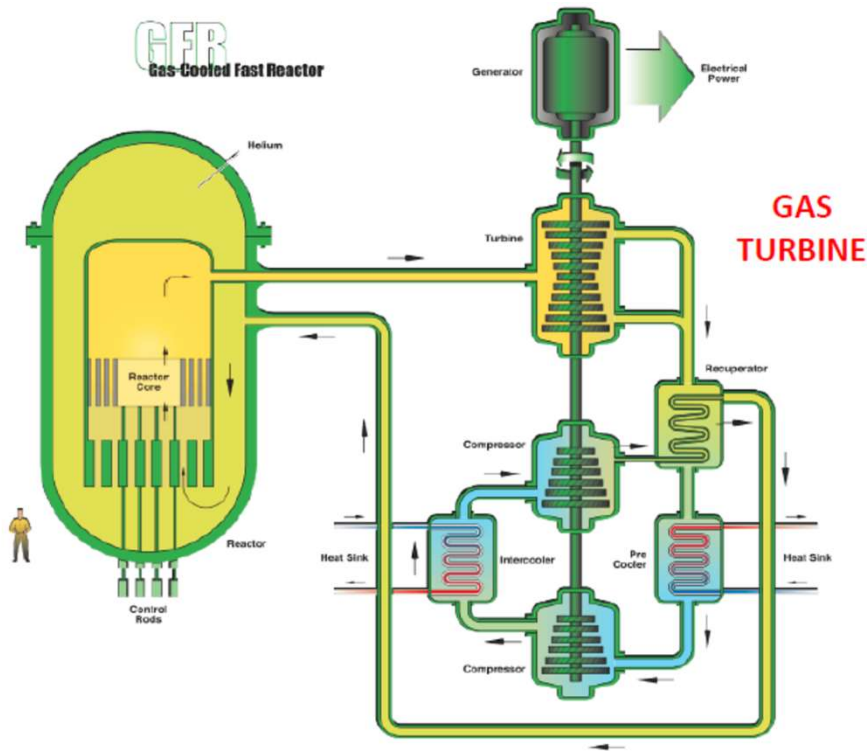 GFR
Gas-Cooled Fast Reactor
Generator
Electrical
Power
Helium
GAS
TURBINE
Turbine
Reactor
Core
Recuperator
Compressor
Reactor
Heat Sink
Intercooler
Pre
Cooler
Heat Sink
Control
Rods
Compressor